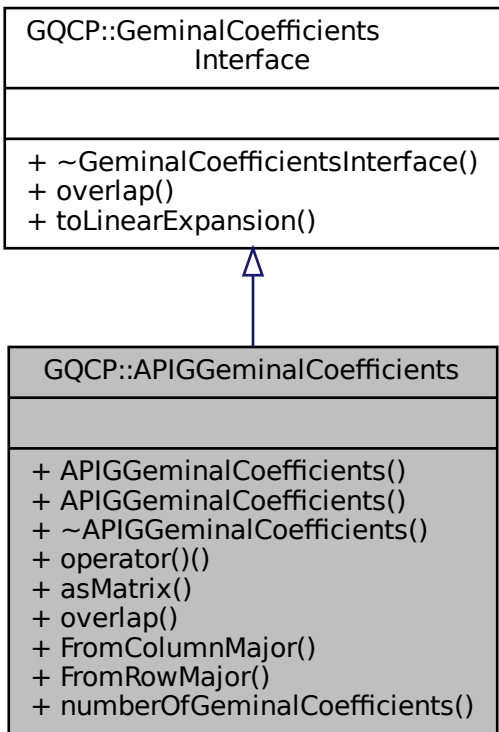 GQCP::GeminalCoefficients
Interface
+ ~GeminalCoefficientsInterface()
+ overlap()
+ toLinearExpansion()
GQCP::APIGGeminalCoefficients
+ APIGGeminalCoefficients()
+ APIGGeminalCoefficients()
+ ~APIGGeminalCoefficients()
+ operator()()
+ asMatrix()
+ overlap()
+ FromColumnMajor()
+ FromRowMajor()
+ numberOfGeminalCoefficients()